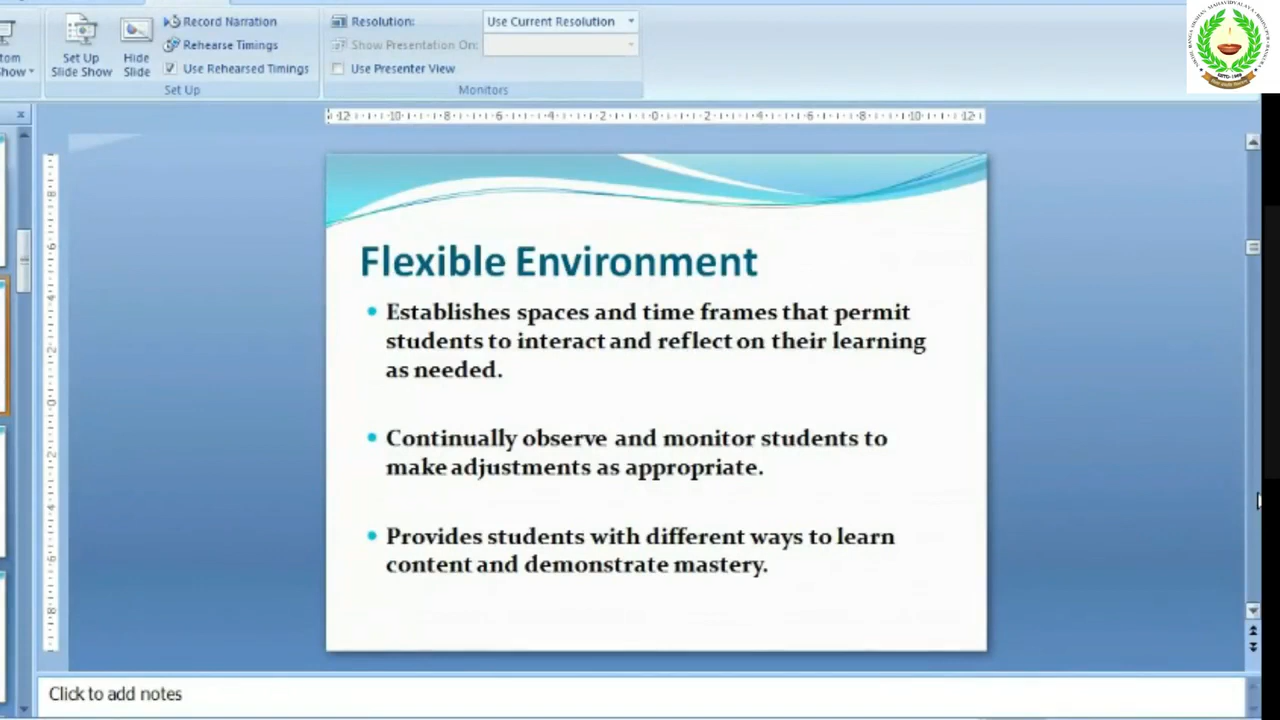 Record Narration
Resolution:
Use Current Resolution
Rehearse Timings
Show Presentation On:
Set Up
Slide Show
Hide
Slide
Use Rehearsed Timings
Use Presenter View
Set Up
Monitors
Flexible Environment
Establishes spaces and time frames that permit
students to interact and reflect on their learning
as needed.
Continually observe and monitor students to
make adjustments as appropriate.
Provides students with different ways to learn
content and demonstrate mastery.
Click to add notes